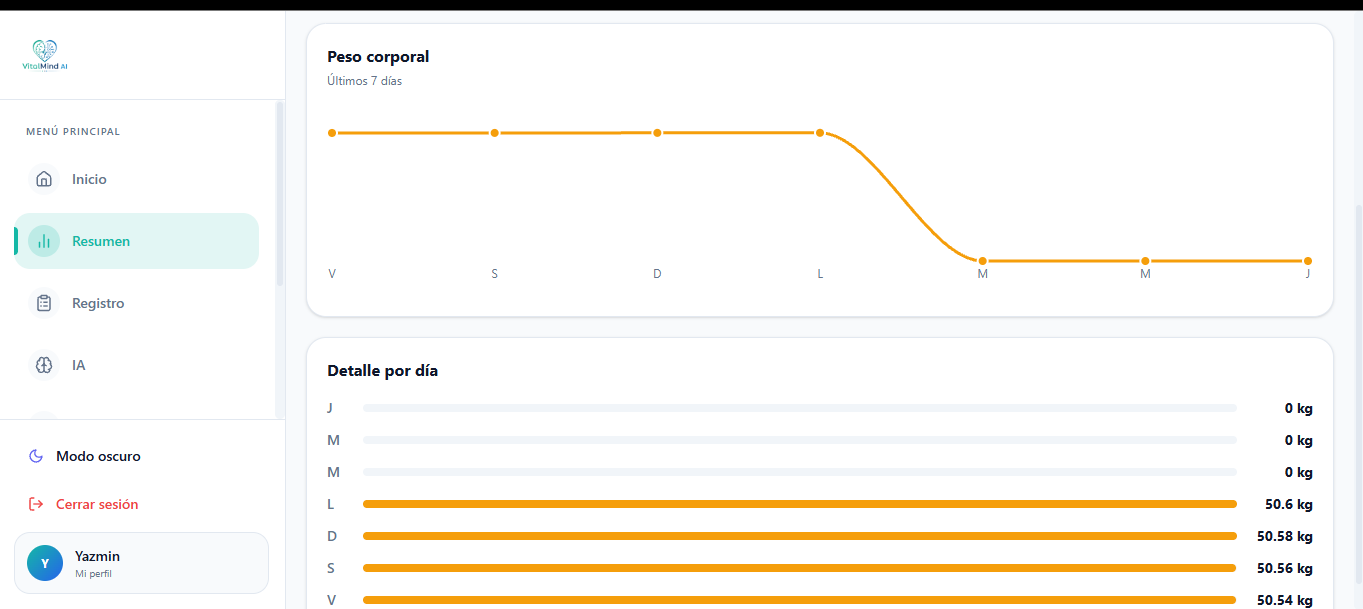 VitalMind AI
MENÚ PRINCIPAL
Inicio
Resumen
Registro
IA
Modo oscuro
Cerrar sesión
Y
Yazmin
Mi perfil
Peso corporal
Últimos 7 días
V S D L M M J
Detalle por día
J 0 kg
M 0 kg
M 0 kg
L 50.6 kg
D 50.58 kg
S 50.56 kg
V 50.54 kg